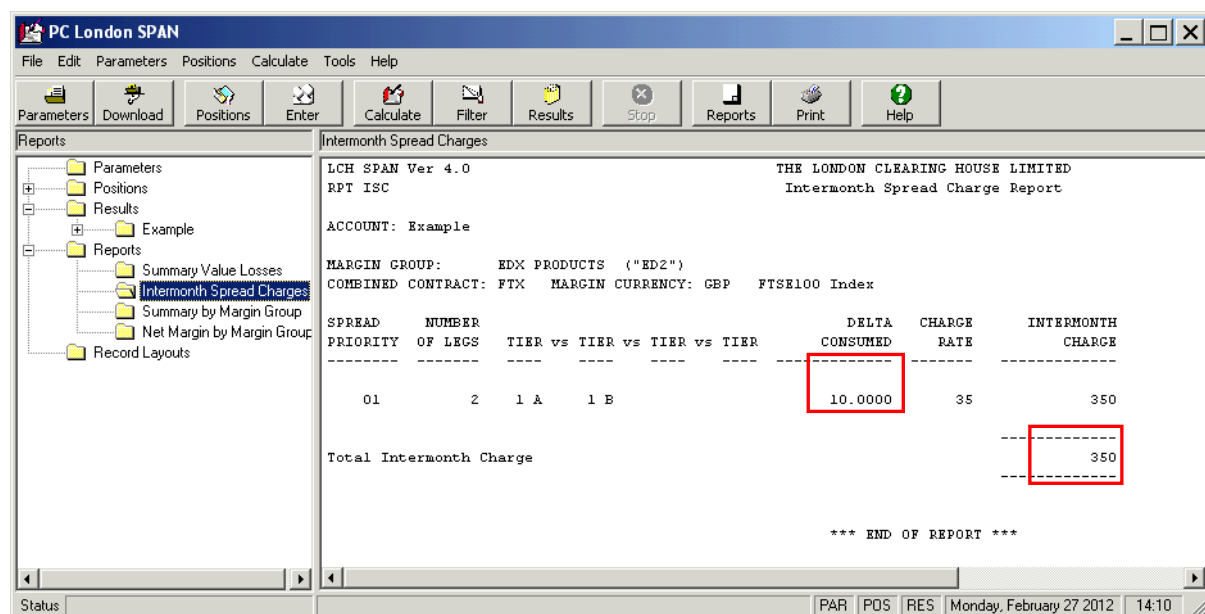 PC London SPAN
File Edit Parameters Positions Calculate Tools Help
Parameters Download Positions Enter Calculate Filter Results Stop Reports Print Help
Reports
Parameters
Positions
Results
Example
Reports
Summary Value Losses
Intermonth Spread Charges
Summary by Margin Group
Net Margin by Margin Group
Record Layouts
Intermonth Spread Charges
LCH SPAN Ver 4.0 THE LONDON CLEARING HOUSE LIMITED
RPT ISC Intermonth Spread Charge Report
ACCOUNT: Example
MARGIN GROUP: EDX PRODUCTS ("ED2")
COMBINED CONTRACT: FTX MARGIN CURRENCY: GBP FTSE100 Index
SPREAD NUMBER DELTA CHARGE INTERMONTH
PRIORITY OF LEGS TIER vs TIER vs TIER vs TIER CONSUMED RATE CHARGE
-------- ------- ---- ---- ---- ---- ------------- ------- --------------
01 2 1 A 1 B 10.0000 35 350
--------------
Total Intermonth Charge 350
--------------
*** END OF REPORT ***
Status PAR POS RES Monday, February 27 2012 14:10